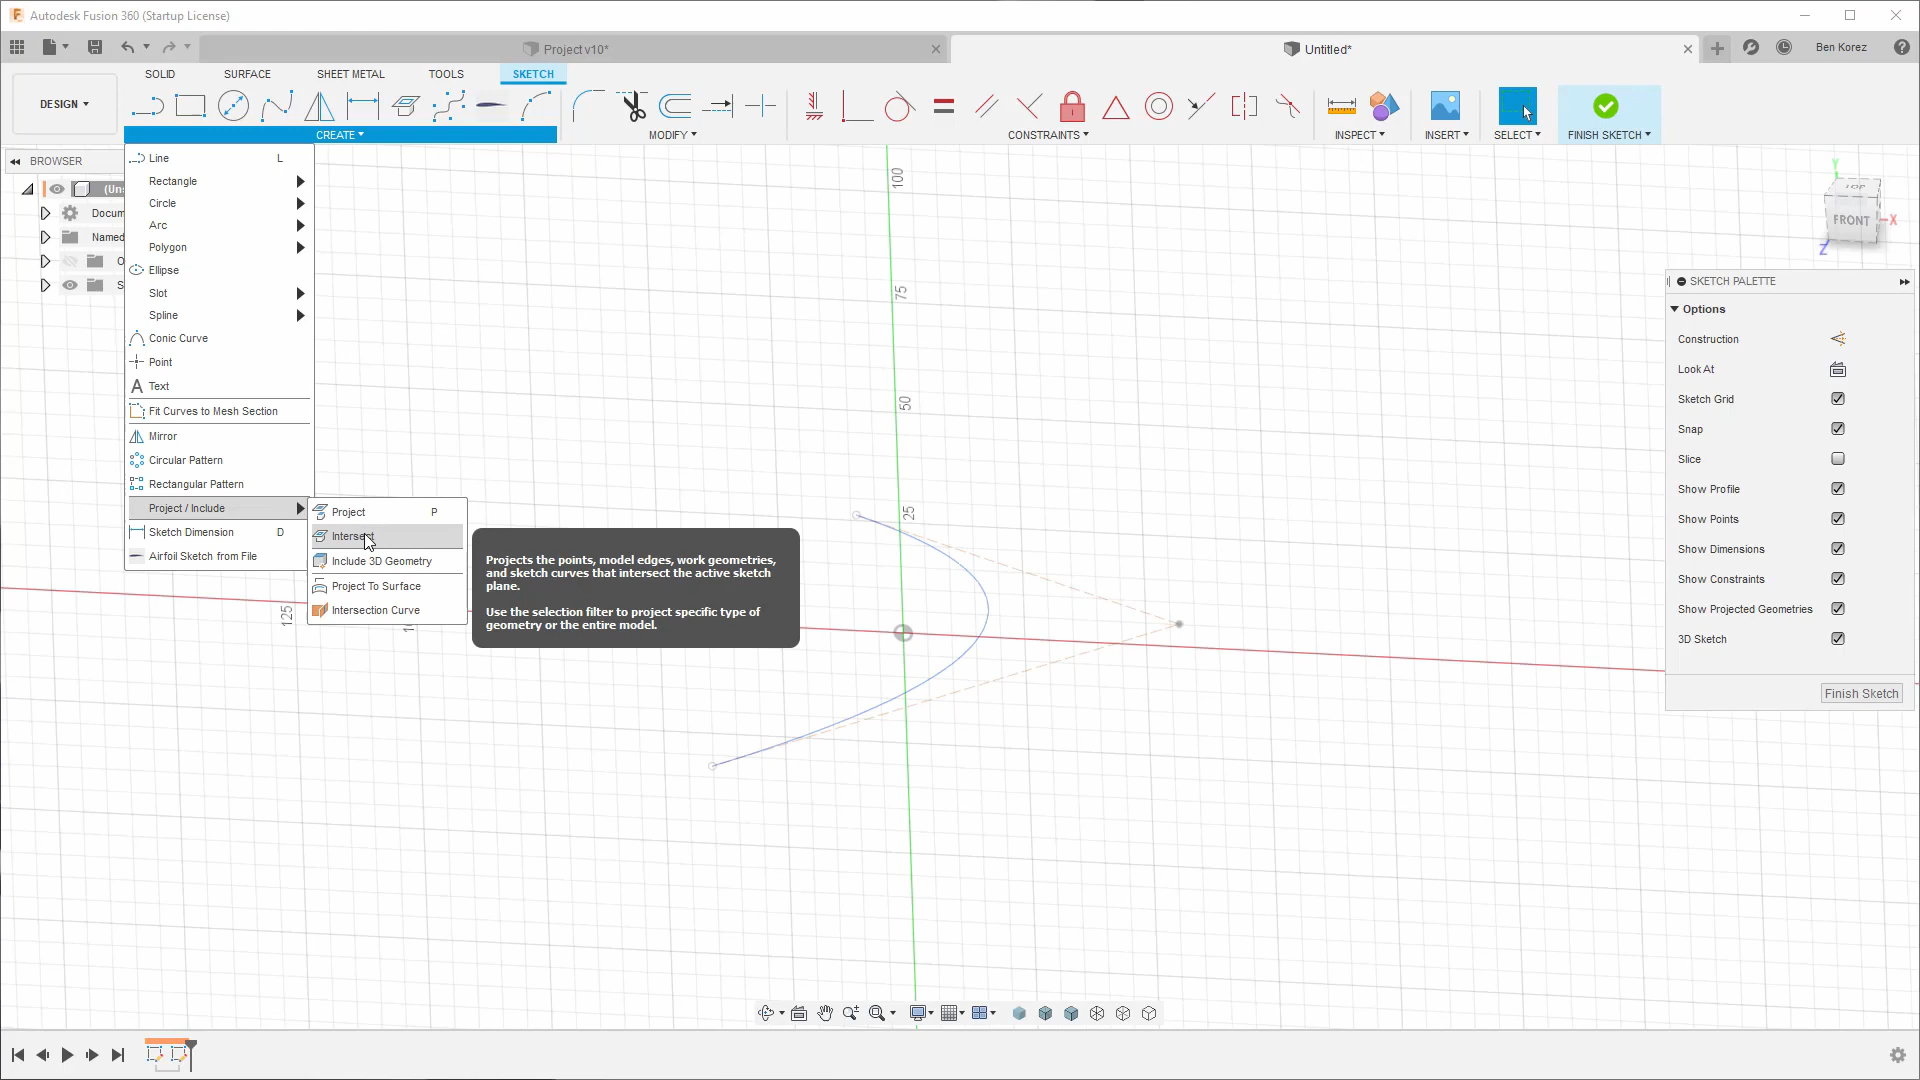 Autodesk Fusion 360 (Startup License)
Project v10*
Untitled*
Ben Korez
DESIGN
SOLID
SURFACE
SHEET METAL
TOOLS
SKETCH
CREATE
MODIFY
CONSTRAINTS
INSPECT
INSERT
SELECT
FINISH SKETCH
BROWSER
(Uns
Docum
Named
O
S
Line L
Rectangle
Circle
Arc
Polygon
Ellipse
Slot
Spline
Conic Curve
Point
Text
Fit Curves to Mesh Section
Mirror
Circular Pattern
Rectangular Pattern
Project / Include
Sketch Dimension D
Airfoil Sketch from File
Project P
Intersect
Include 3D Geometry
Project To Surface
Intersection Curve
Projects the points, model edges, work geometries,
and sketch curves that intersect the active sketch
plane.
Use the selection filter to project specific type of
geometry or the entire model.
100
75
50
25
125
TOP
FRONT
Y
X
Z
SKETCH PALETTE
Options
Construction
Look At
Sketch Grid
Snap
Slice
Show Profile
Show Points
Show Dimensions
Show Constraints
Show Projected Geometries
3D Sketch
Finish Sketch